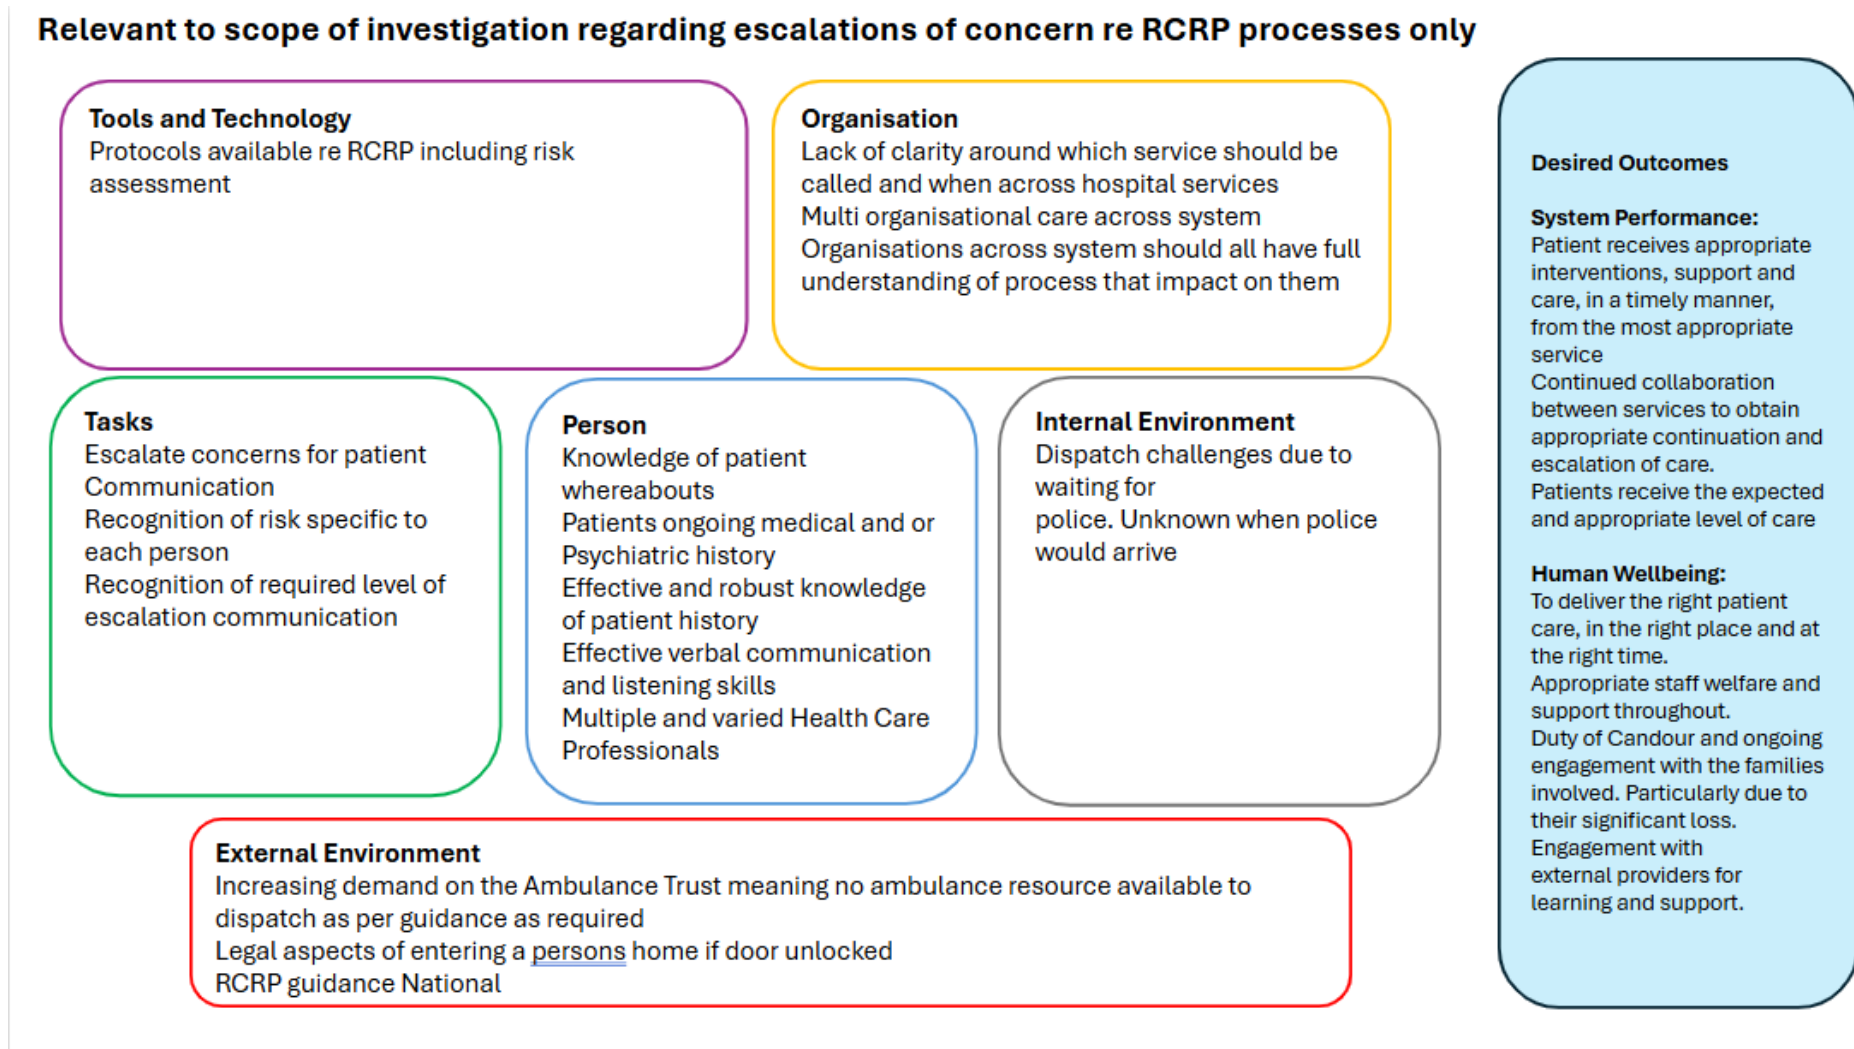 Relevant to scope of investigation regarding escalations of concern re RCRP processes only
Tools and Technology
Protocols available re RCRP including risk
assessment
Organisation
Lack of clarity around which service should be
called and when across hospital services
Multi organisational care across system
Organisations across system should all have full
understanding of process that impact on them
Tasks
Escalate concerns for patient
Communication
Recognition of risk specific to
each person
Recognition of required level of
escalation communication
Person
Knowledge of patient
whereabouts
Patients ongoing medical and or
Psychiatric history
Effective and robust knowledge
of patient history
Effective verbal communication
and listening skills
Multiple and varied Health Care
Professionals
Internal Environment
Dispatch challenges due to
waiting for
police. Unknown when police
would arrive
External Environment
Increasing demand on the Ambulance Trust meaning no ambulance resource available to
dispatch as per guidance as required
Legal aspects of entering a persons home if door unlocked
RCRP guidance National
Desired Outcomes
System Performance:
Patient receives appropriate
interventions, support and
care, in a timely manner,
from the most appropriate
service
Continued collaboration
between services to obtain
appropriate continuation and
escalation of care.
Patients receive the expected
and appropriate level of care
Human Wellbeing:
To deliver the right patient
care, in the right place and at
the right time.
Appropriate staff welfare and
support throughout.
Duty of Candour and ongoing
engagement with the families
involved. Particularly due to
their significant loss.
Engagement with
external providers for
learning and support.